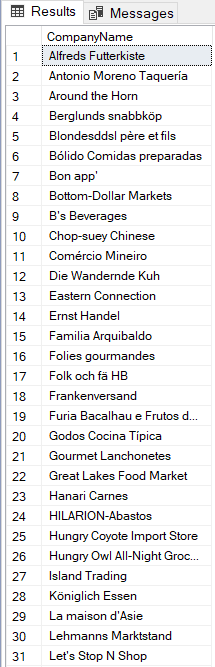 Results Messages
CompanyName
1 Alfreds Futterkiste
2 Antonio Moreno Taquería
3 Around the Horn
4 Berglunds snabbköp
5 Blondesddsl père et fils
6 Bólido Comidas preparadas
7 Bon app'
8 Bottom-Dollar Markets
9 B's Beverages
10 Chop-suey Chinese
11 Comércio Mineiro
12 Die Wandernde Kuh
13 Eastern Connection
14 Ernst Handel
15 Familia Arquibaldo
16 Folies gourmandes
17 Folk och fä HB
18 Frankenversand
19 Furia Bacalhau e Frutos d...
20 Godos Cocina Típica
21 Gourmet Lanchonetes
22 Great Lakes Food Market
23 Hanari Carnes
24 HILARION-Abastos
25 Hungry Coyote Import Store
26 Hungry Owl All-Night Groc...
27 Island Trading
28 Königlich Essen
29 La maison d'Asie
30 Lehmanns Marktstand
31 Let's Stop N Shop